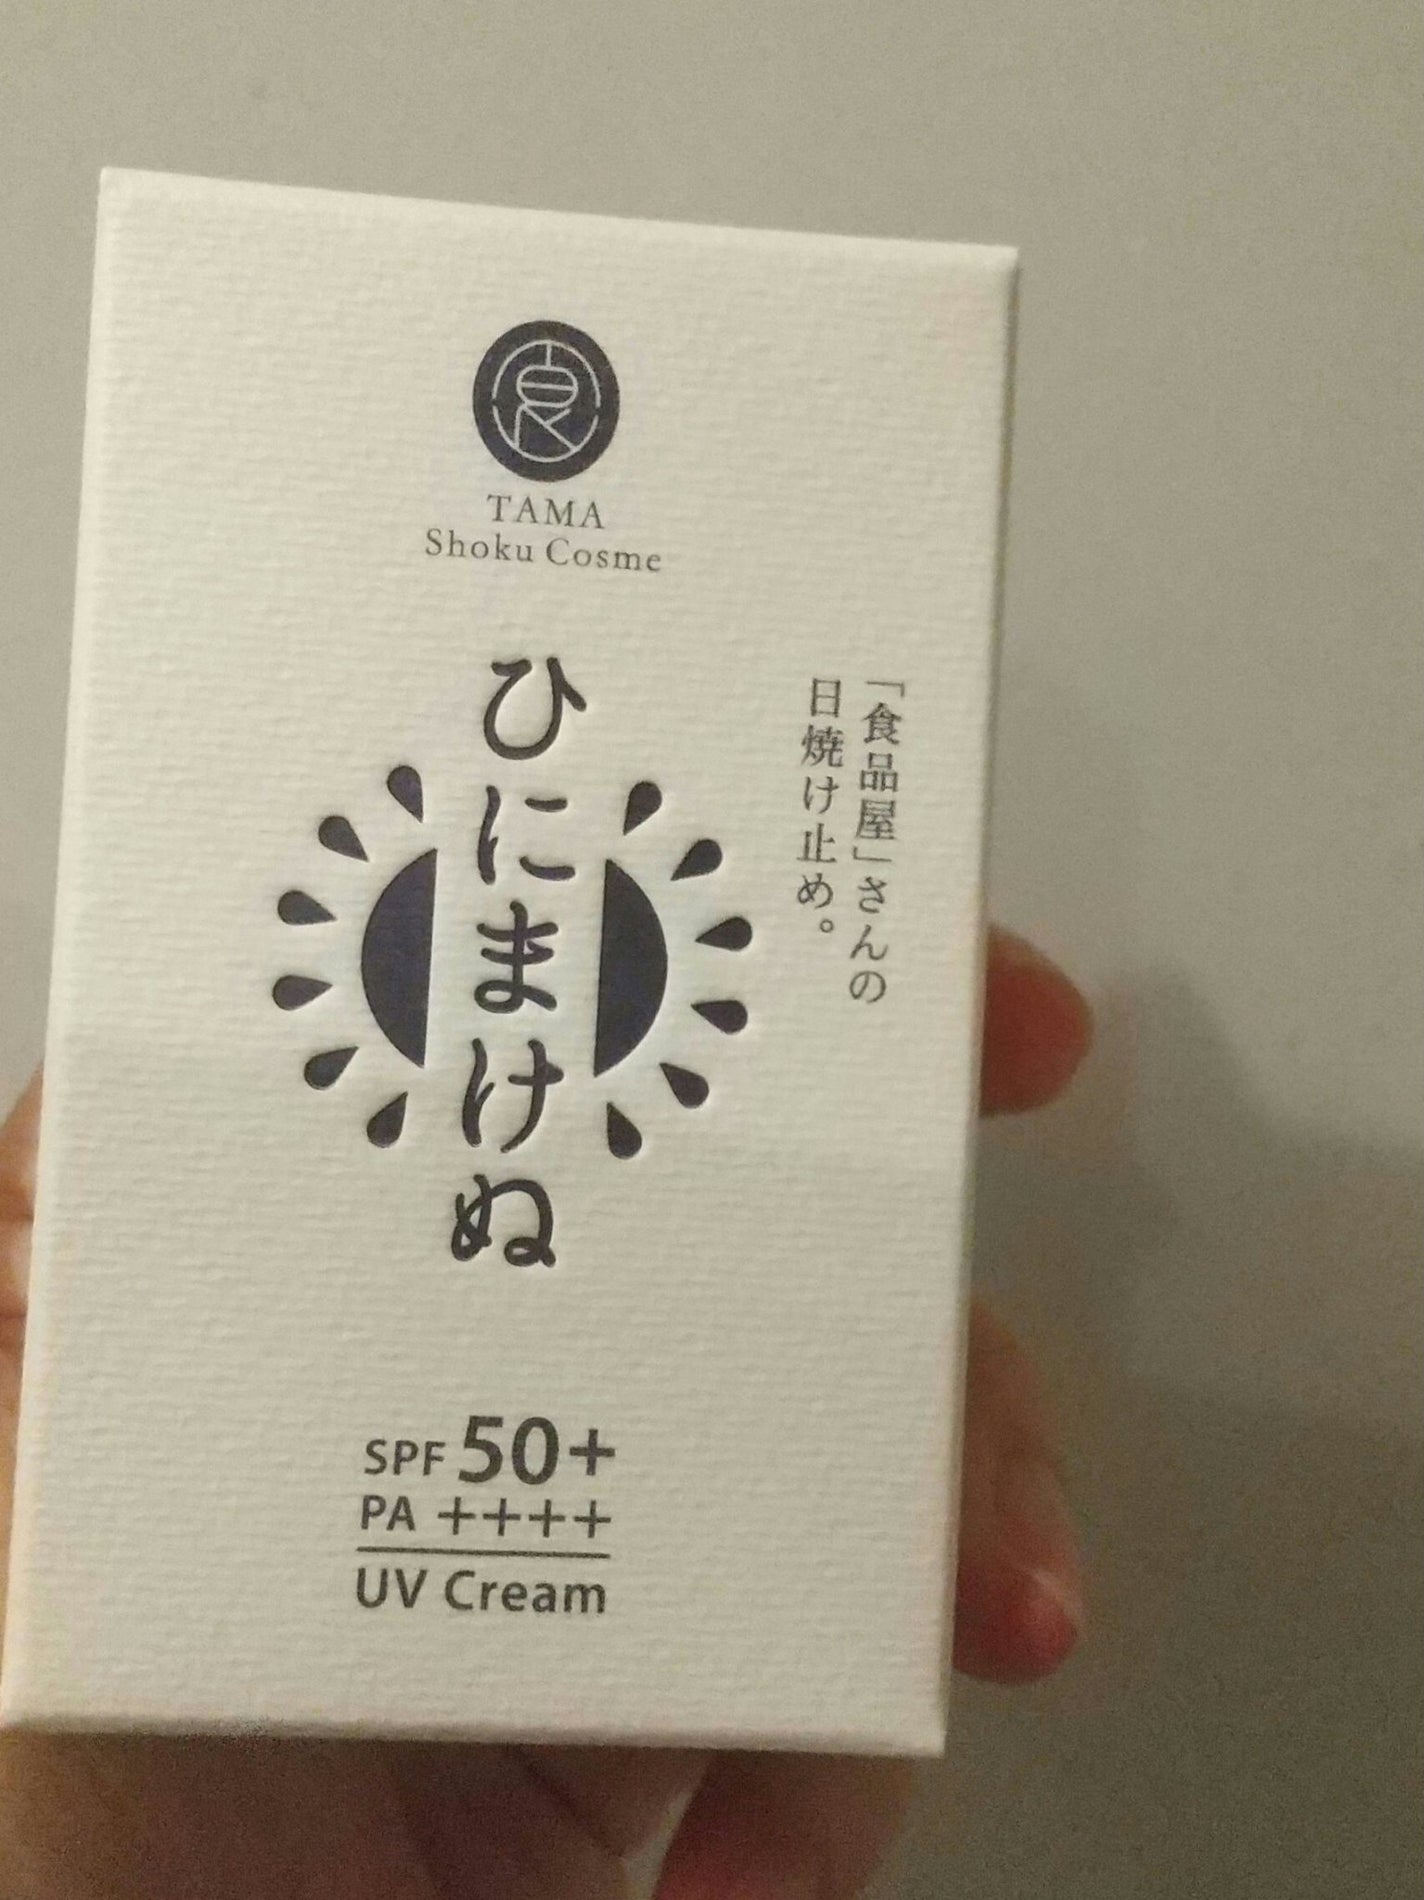 食
TAMA
Shoku Cosme
「食品屋」さんの
日焼け止め。
ひにまけぬ
SPF 50+
PA ++++
UV Cream